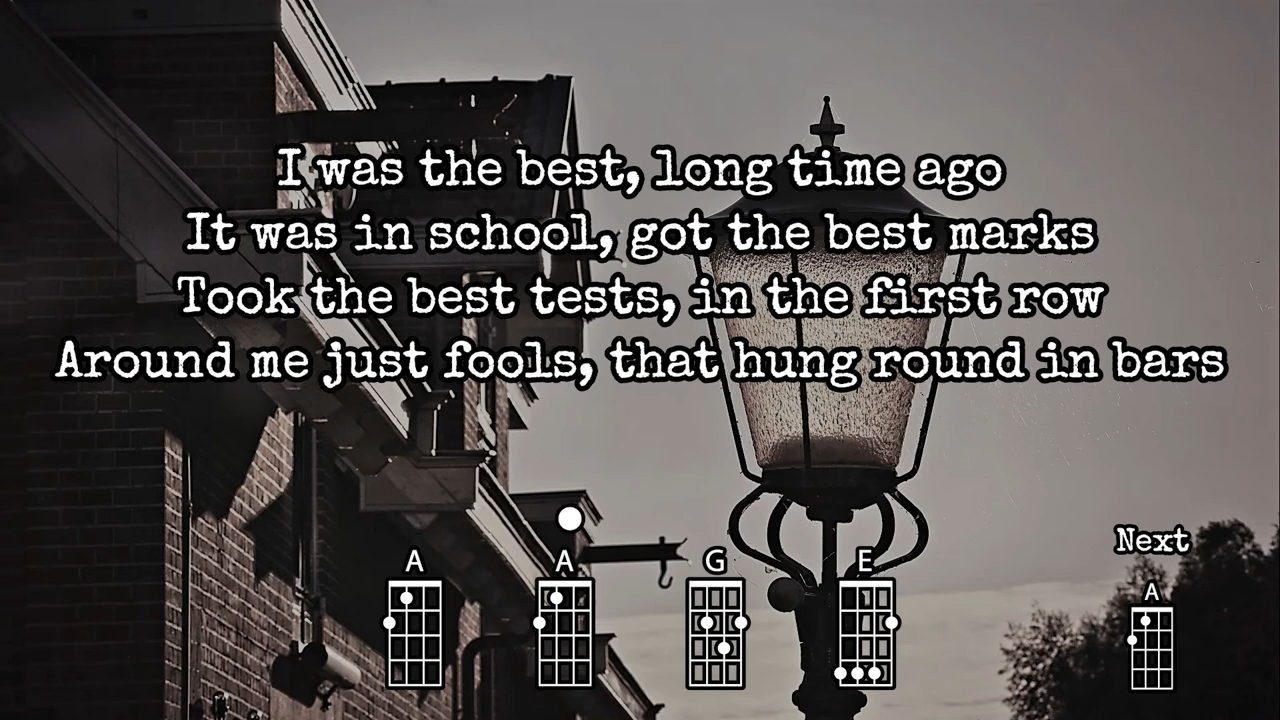 I was the best, long time ago
It was in school, got the best marks
Took the best tests, in the first row
Around me just fools, that hung round in bars
Next
A A G E
A